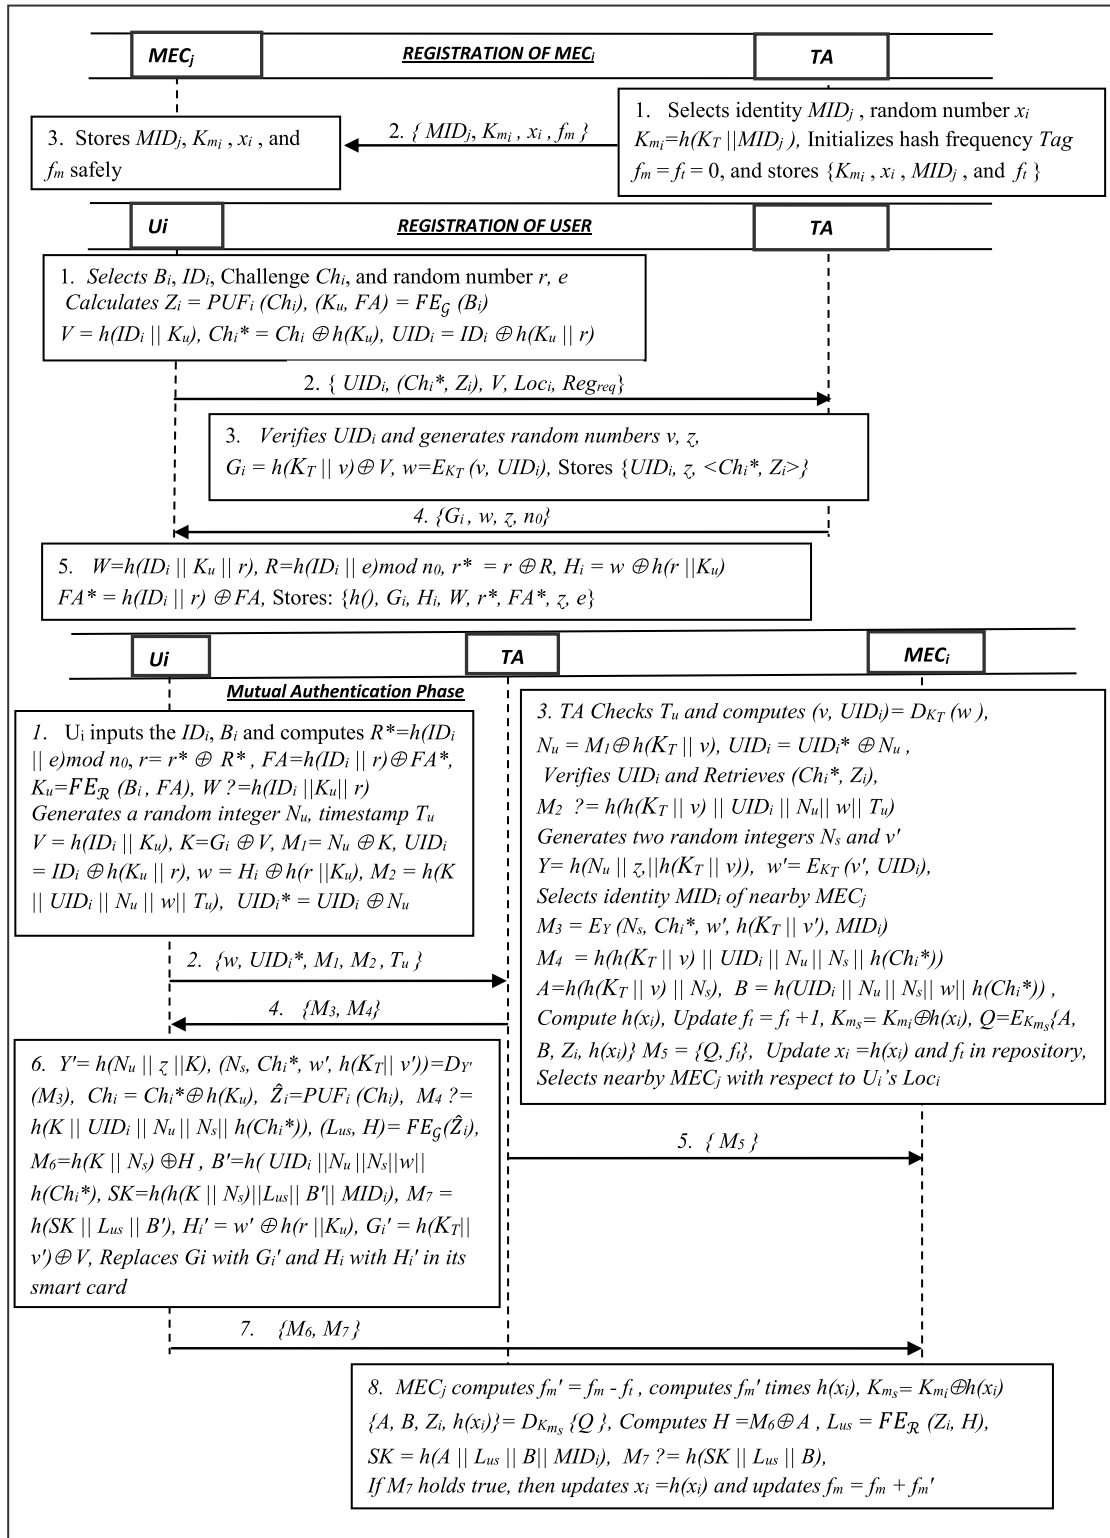 MECj REGISTRATION OF MECi TA
1. Selects identity MIDj , random number xi
Kmi=h(KT ||MIDj ), Initializes hash frequency Tag
fm = ft = 0, and stores {Kmi , xi , MIDj , and ft }
2. { MIDj, Kmi , xi , fm }
3. Stores MIDj, Kmi , xi , and
fm safely
Ui REGISTRATION OF USER TA
1. Selects Bi, IDi, Challenge Chi, and random number r, e
Calculates Zi = PUFi (Chi), (Ku, FA) = FEG (Bi)
V = h(IDi || Ku), Chi* = Chi ⊕ h(Ku), UIDi = IDi ⊕ h(Ku || r)
2. { UIDi, (Chi*, Zi), V, Loci, Regreq}
3. Verifies UIDi and generates random numbers v, z,
Gi = h(KT || v)⊕ V, w=EKT (v, UIDi), Stores {UIDi, z, <Chi*, Zi>}
4. {Gi , w, z, n0}
5. W=h(IDi || Ku || r), R=h(IDi || e)mod n0, r* = r ⊕ R, Hi = w ⊕ h(r ||Ku)
FA* = h(IDi || r) ⊕ FA, Stores: {h(), Gi, Hi, W, r*, FA*, z, e}
Ui TA MECi
Mutual Authentication Phase
1. Ui inputs the IDi, Bi and computes R*=h(IDi
|| e)mod n0, r= r* ⊕ R* , FA=h(IDi || r)⊕FA*,
Ku=FER (Bi , FA), W ?=h(IDi ||Ku|| r)
Generates a random integer Nu, timestamp Tu
V = h(IDi || Ku), K=Gi ⊕ V, M1= Nu ⊕ K, UIDi
= IDi ⊕ h(Ku || r), w = Hi ⊕ h(r ||Ku), M2 = h(K
|| UIDi || Nu || w|| Tu), UIDi* = UIDi ⊕ Nu
2. {w, UIDi*, M1, M2 , Tu }
3. TA Checks Tu and computes (v, UIDi)= DKT (w ),
Nu = M1⊕ h(KT || v), UIDi = UIDi* ⊕ Nu ,
Verifies UIDi and Retrieves (Chi*, Zi),
M2 ?= h(h(KT || v) || UIDi || Nu|| w|| Tu)
Generates two random integers Ns and v'
Y= h(Nu || z,||h(KT || v)), w'= EKT (v', UIDi),
Selects identity MIDi of nearby MECj
M3 = EY (Ns, Chi*, w', h(KT || v'), MIDi)
M4 = h(h(KT || v) || UIDi || Nu || Ns || h(Chi*))
A=h(h(KT || v) || Ns), B = h(UIDi || Nu || Ns|| w|| h(Chi*)) ,
Compute h(xi), Update ft = ft +1, Kms= Kmi⊕h(xi), Q=EKms{A,
B, Zi, h(xi)} M5 = {Q, ft}, Update xi =h(xi) and ft in repository,
Selects nearby MECj with respect to Ui's Loci
4. {M3, M4}
5. { M5 }
6. Y'= h(Nu || z ||K), (Ns, Chi*, w', h(KT|| v'))=DY'
(M3), Chi = Chi*⊕ h(Ku), Ẑi=PUFi (Chi), M4 ?=
h(K || UIDi || Nu || Ns|| h(Chi*)), (Lus, H)= FEG(Ẑi),
M6=h(K || Ns) ⊕H , B'=h( UIDi ||Nu ||Ns||w||
h(Chi*), SK=h(h(K || Ns)||Lus|| B'|| MIDi), M7 =
h(SK || Lus || B'), Hi' = w' ⊕ h(r ||Ku), Gi' = h(KT||
v')⊕ V, Replaces Gi with Gi' and Hi with Hi' in its
smart card
7. {M6, M7}
8. MECj computes fm' = fm - ft , computes fm' times h(xi), Kms= Kmi⊕h(xi)
{A, B, Zi, h(xi)}= DKms {Q }, Computes H =M6⊕ A , Lus = FER (Zi, H),
SK = h(A || Lus || B|| MIDi), M7 ?= h(SK || Lus || B),
If M7 holds true, then updates xi =h(xi) and updates fm = fm + fm'